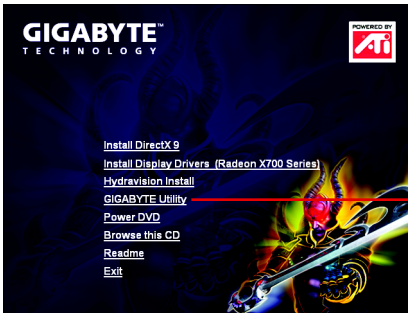 GIGABYTE™
TECHNOLOGY
POWERED BY
ATi
Install DirectX 9
Install Display Drivers (Radeon X700 Series)
Hydravision Install
GIGABYTE Utility
Power DVD
Browse this CD
Readme
Exit